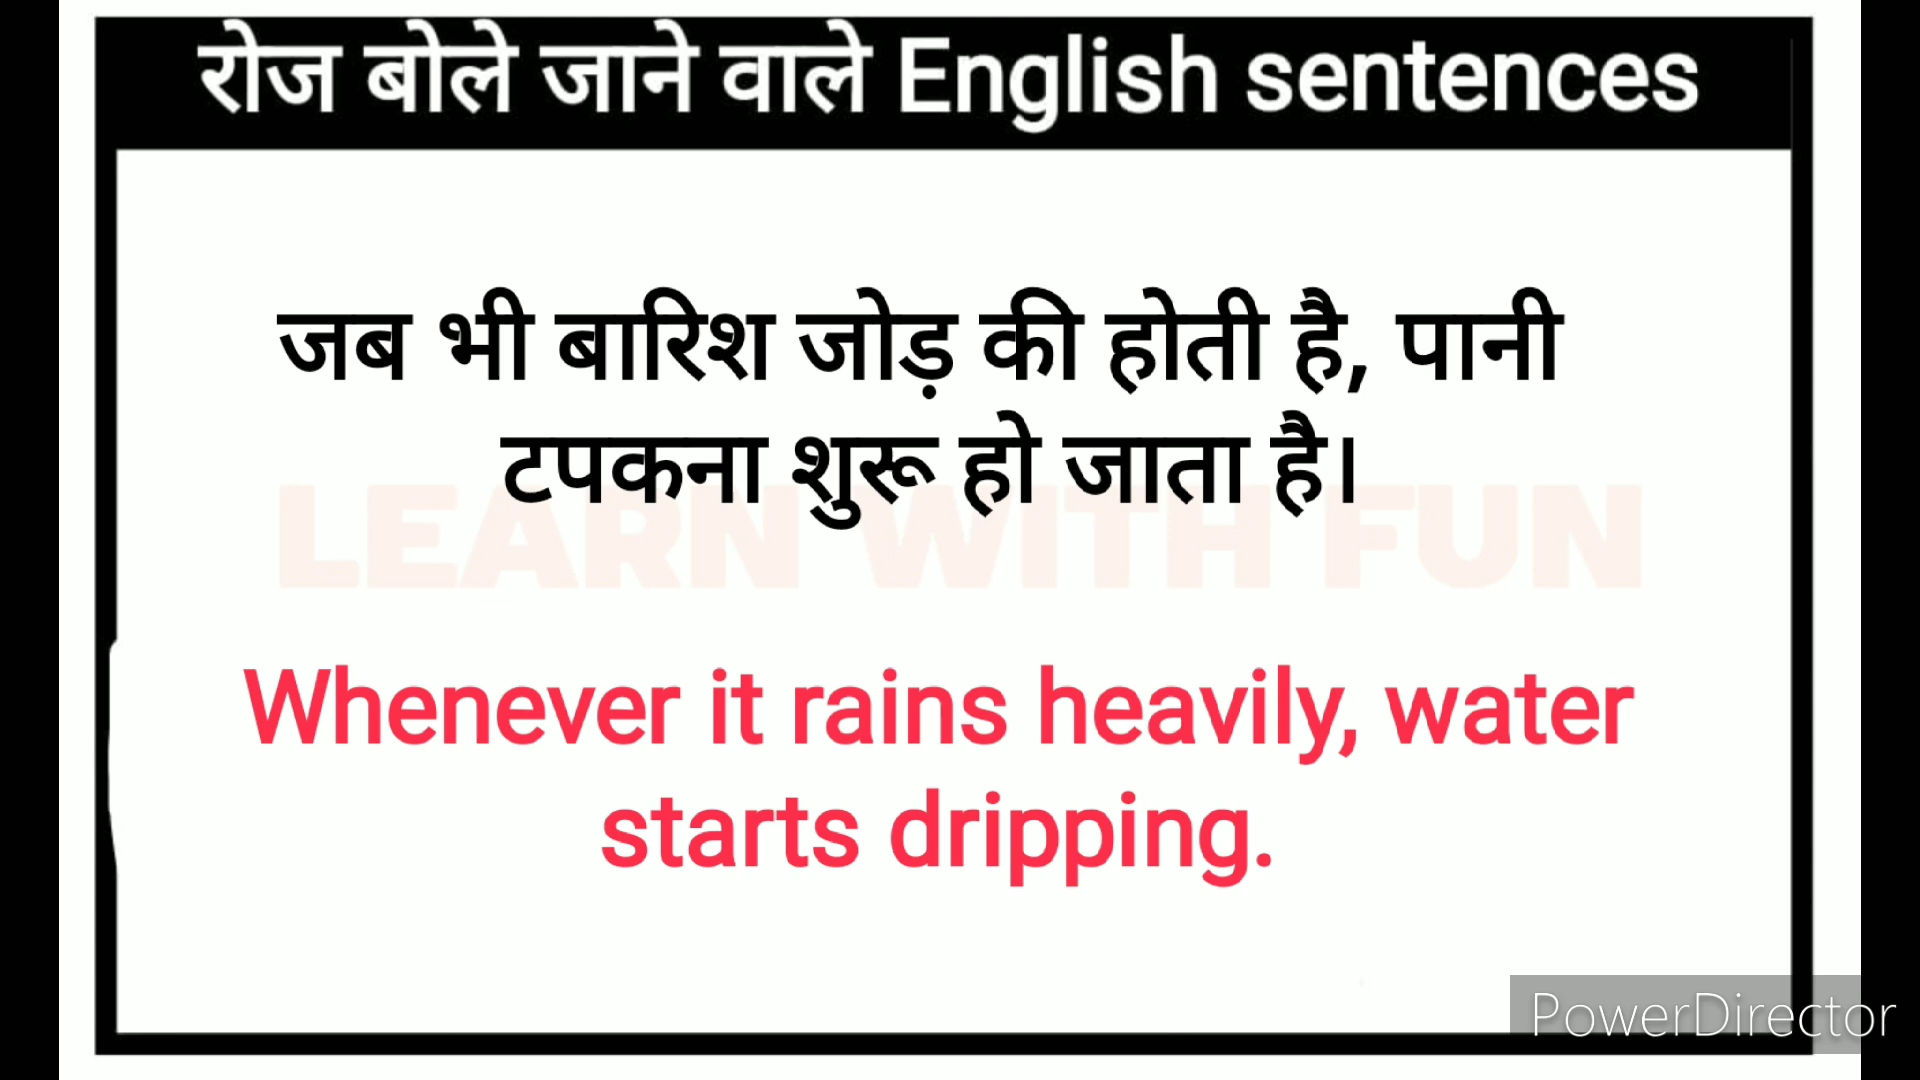 रोज बोले जाने वाले English sentences
जब भी बारिश जोड़ की होती है, पानी
टपकना शुरू हो जाता है।
LEARN WITH FUN
Whenever it rains heavily, water
starts dripping.
PowerDirector